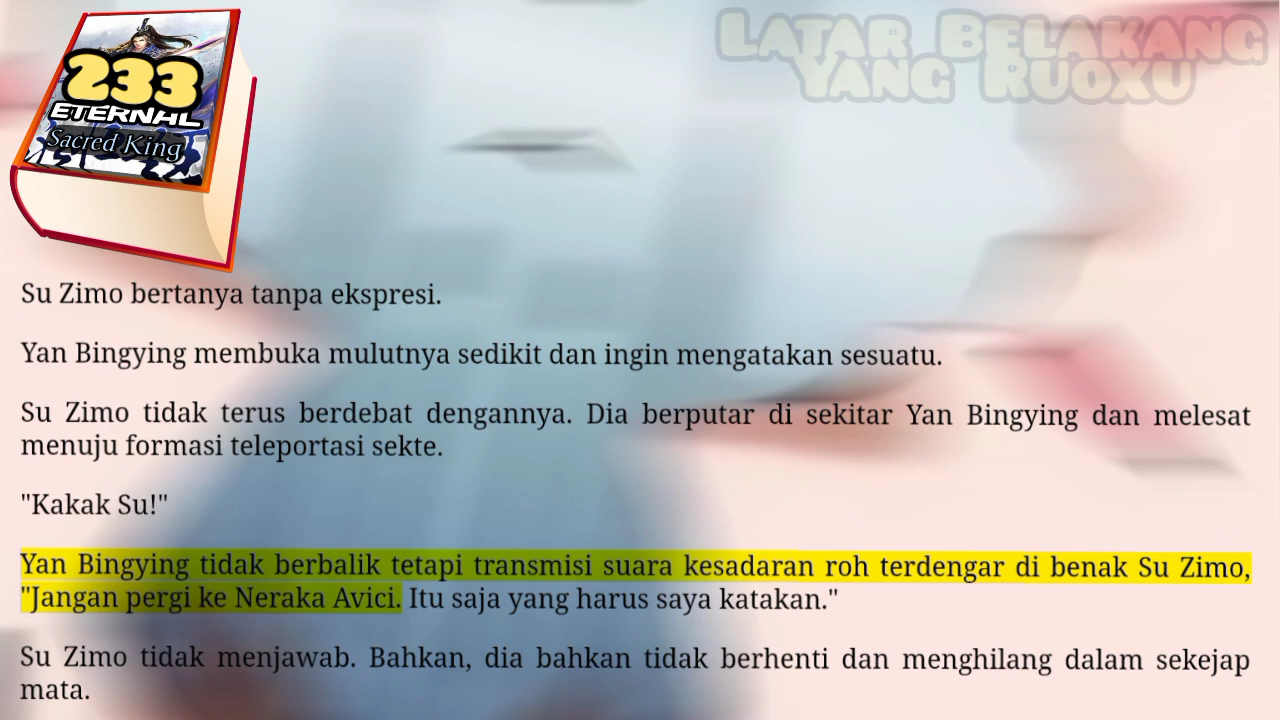 233
ETERNAL
Sacred King
LATAR BELAKANG
YANG RUOXU
Su Zimo bertanya tanpa ekspresi.
Yan Bingying membuka mulutnya sedikit dan ingin mengatakan sesuatu.
Su Zimo tidak terus berdebat dengannya. Dia berputar di sekitar Yan Bingying dan melesat
menuju formasi teleportasi sekte.
"Kakak Su!"
Yan Bingying tidak berbalik tetapi transmisi suara kesadaran roh terdengar di benak Su Zimo,
"Jangan pergi ke Neraka Avici. Itu saja yang harus saya katakan."
Su Zimo tidak menjawab. Bahkan, dia bahkan tidak berhenti dan menghilang dalam sekejap
mata.